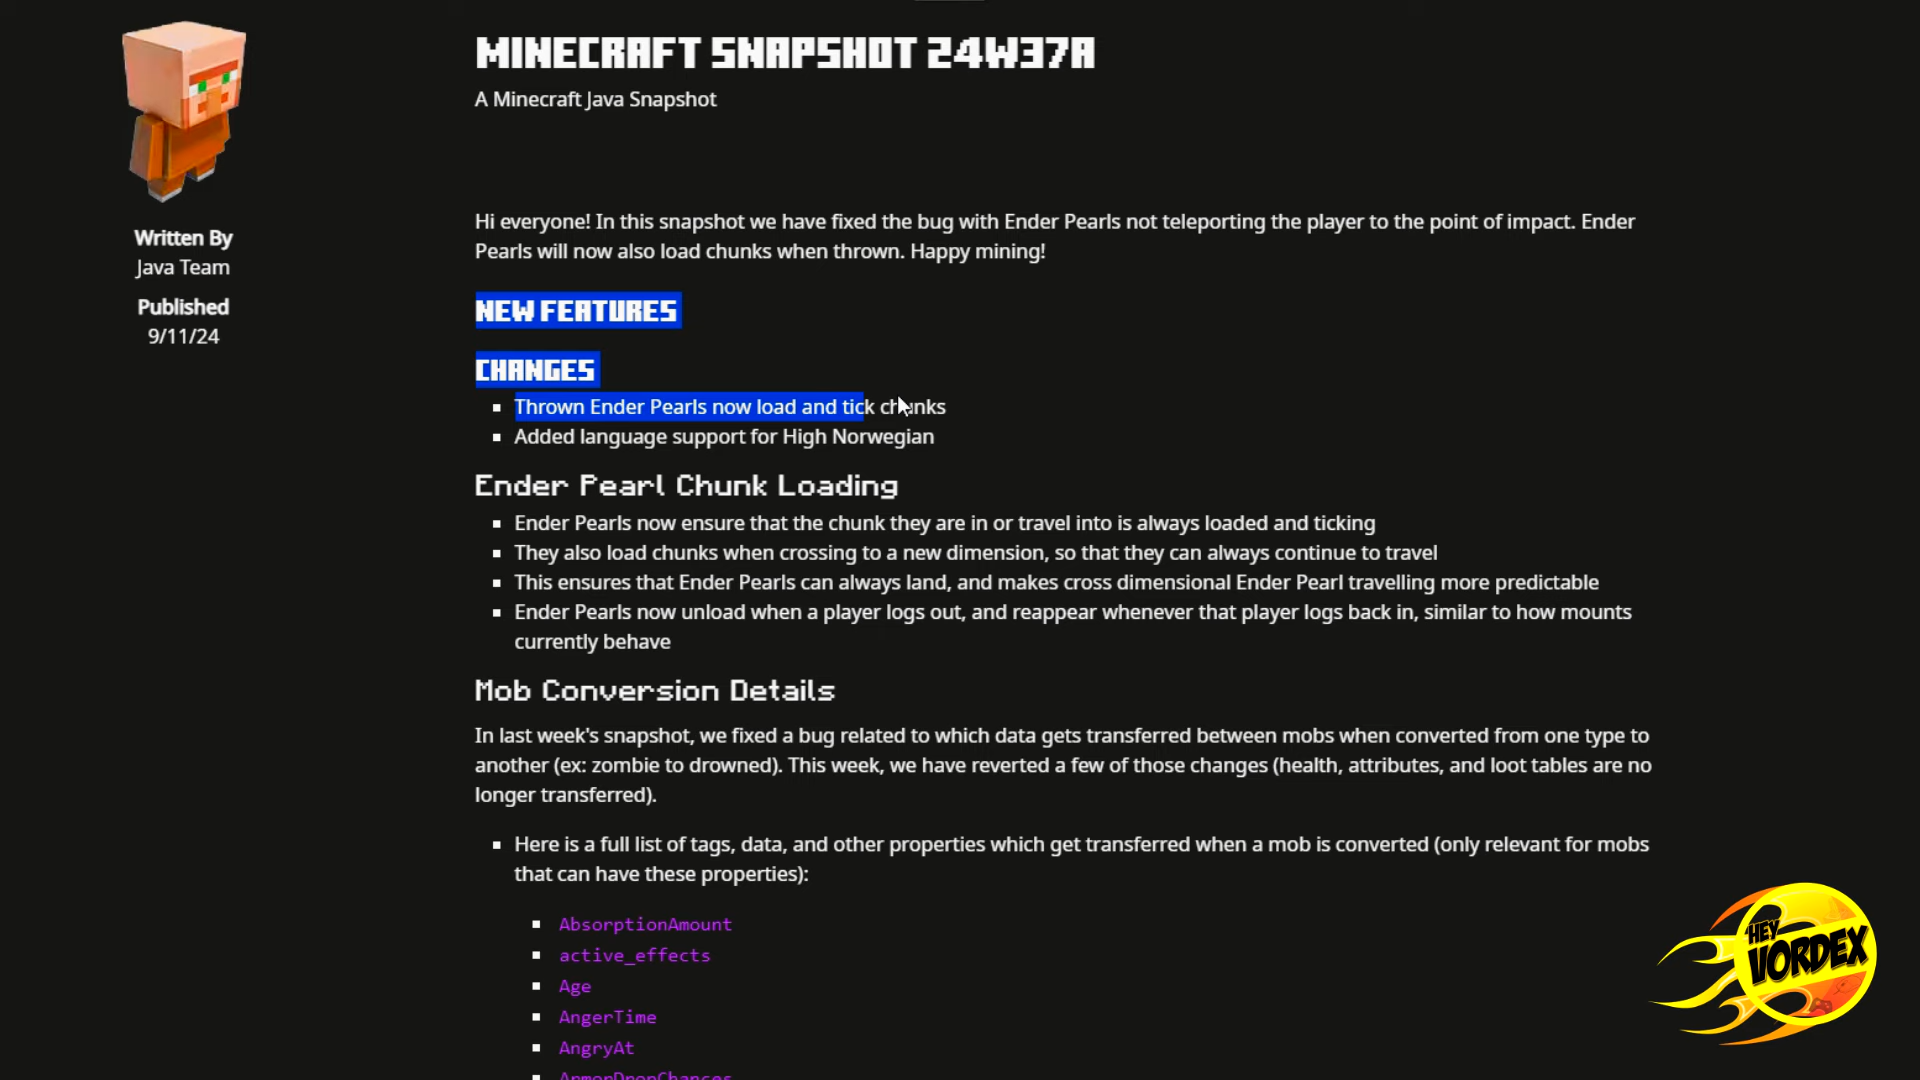 MINECRAFT SNAPSHOT 24W37A
A Minecraft Java Snapshot
Written By
Java Team
Published
9/11/24
Hi everyone! In this snapshot we have fixed the bug with Ender Pearls not teleporting the player to the point of impact. Ender
Pearls will now also load chunks when thrown. Happy mining!
NEW FEATURES
CHANGES
Thrown Ender Pearls now load and tick chunks
Added language support for High Norwegian
Ender Pearl Chunk Loading
Ender Pearls now ensure that the chunk they are in or travel into is always loaded and ticking
They also load chunks when crossing to a new dimension, so that they can always continue to travel
This ensures that Ender Pearls can always land, and makes cross dimensional Ender Pearl travelling more predictable
Ender Pearls now unload when a player logs out, and reappear whenever that player logs back in, similar to how mounts
currently behave
Mob Conversion Details
In last week's snapshot, we fixed a bug related to which data gets transferred between mobs when converted from one type to
another (ex: zombie to drowned). This week, we have reverted a few of those changes (health, attributes, and loot tables are no
longer transferred).
Here is a full list of tags, data, and other properties which get transferred when a mob is converted (only relevant for mobs
that can have these properties):
AbsorptionAmount
active_effects
Age
AngerTime
AngryAt
ArmorDropChances
HEY
VORDEX